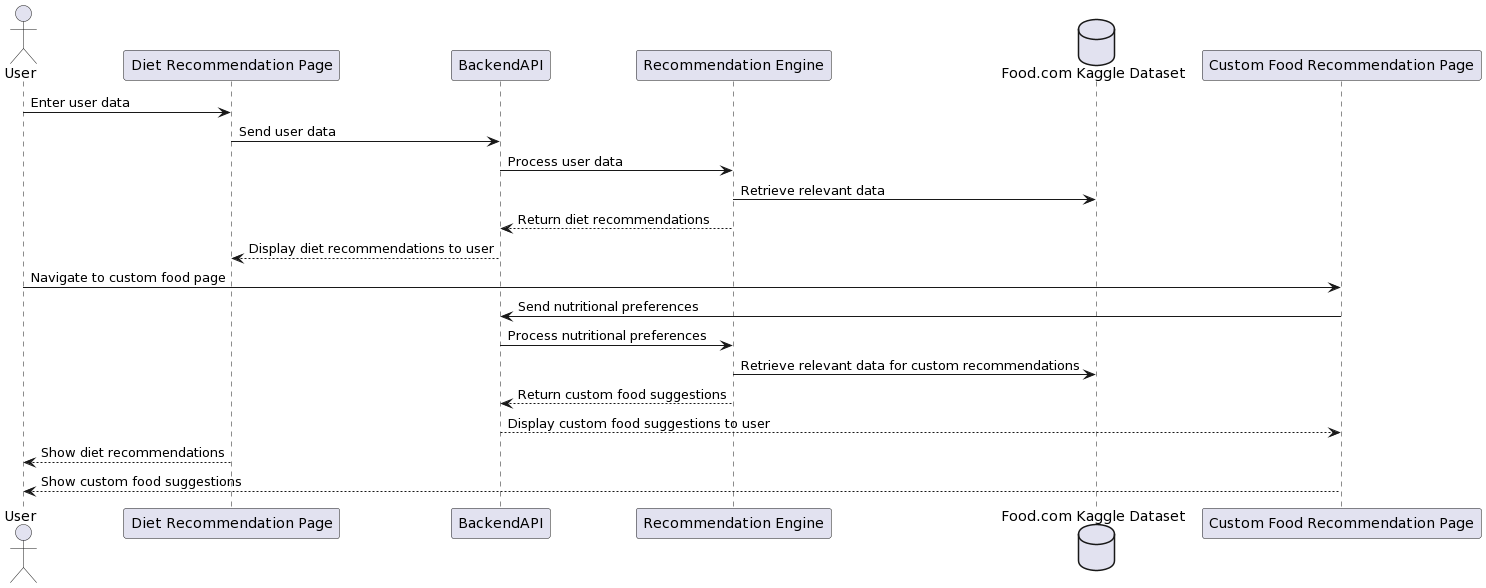 User
Diet Recommendation Page
BackendAPI
Recommendation Engine
Food.com Kaggle Dataset
Custom Food Recommendation Page
Enter user data
Send user data
Process user data
Retrieve relevant data
Return diet recommendations
Display diet recommendations to user
Navigate to custom food page
Send nutritional preferences
Process nutritional preferences
Retrieve relevant data for custom recommendations
Return custom food suggestions
Display custom food suggestions to user
Show diet recommendations
Show custom food suggestions
User
Diet Recommendation Page
BackendAPI
Recommendation Engine
Food.com Kaggle Dataset
Custom Food Recommendation Page